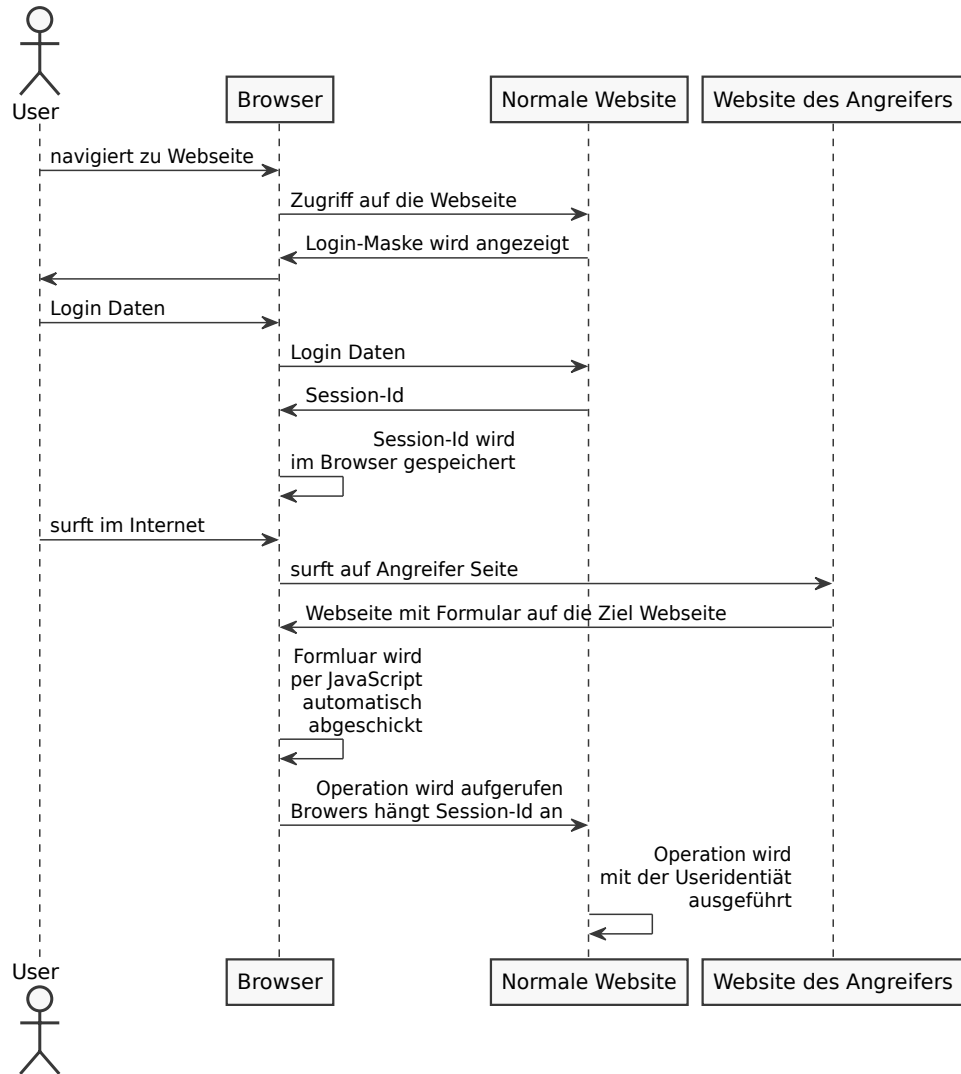 User
Browser
Normale Website
Website des Angreifers
navigiert zu Webseite
Zugriff auf die Webseite
Login-Maske wird angezeigt
Login Daten
Login Daten
Session-Id
Session-Id wird
im Browser gespeichert
surft im Internet
surft auf Angreifer Seite
Webseite mit Formular auf die Ziel Webseite
Formluar wird
per JavaScript
automatisch
abgeschickt
Operation wird aufgerufen
Browers hängt Session-Id an
Operation wird
mit der Useridentiät
ausgeführt
User
Browser
Normale Website
Website des Angreifers